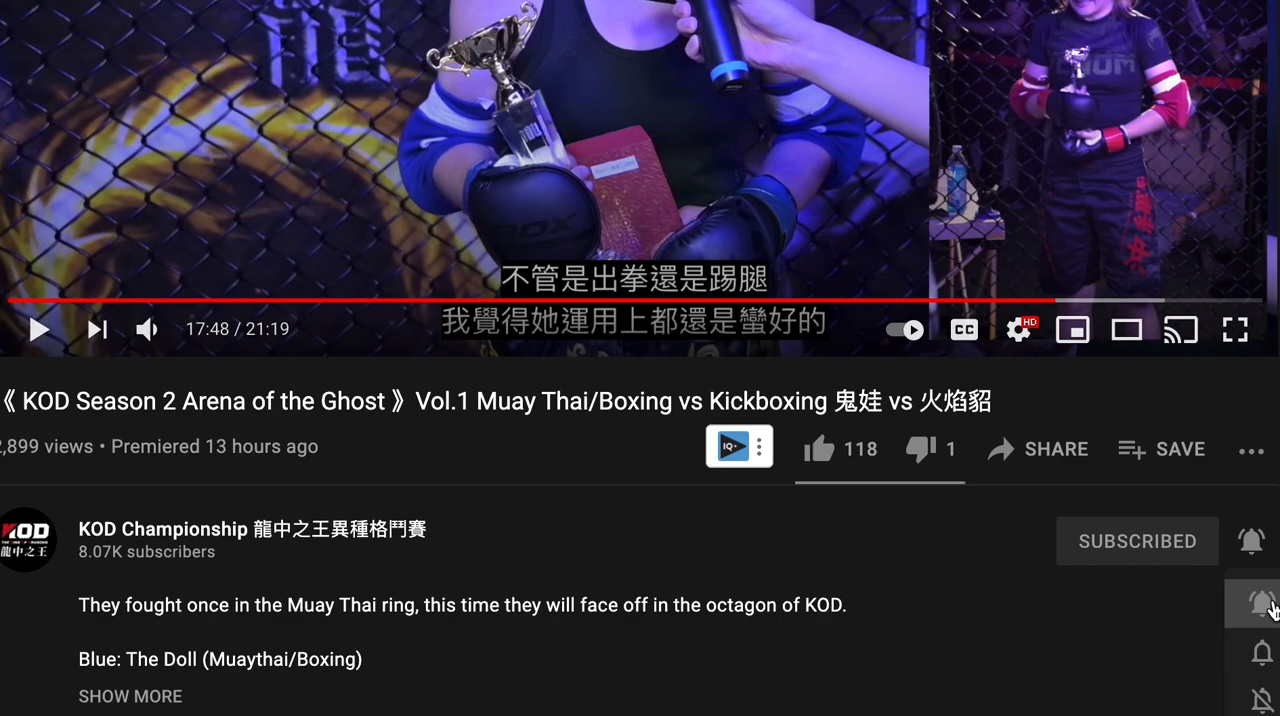 龍
RDX
VENUM
不管是出拳還是踢腿
我覺得她運用上都還是蠻好的
17:48 / 21:19
CC
HD
《 KOD Season 2 Arena of the Ghost 》 Vol.1 Muay Thai/Boxing vs Kickboxing 鬼娃 vs 火焰貂
2,899 views • Premiered 13 hours ago
IQ
118
1
SHARE
SAVE
KOD
龍中之王
KOD Championship 龍中之王異種格鬥賽
8.07K subscribers
SUBSCRIBED
They fought once in the Muay Thai ring, this time they will face off in the octagon of KOD.
Blue: The Doll (Muaythai/Boxing)
SHOW MORE